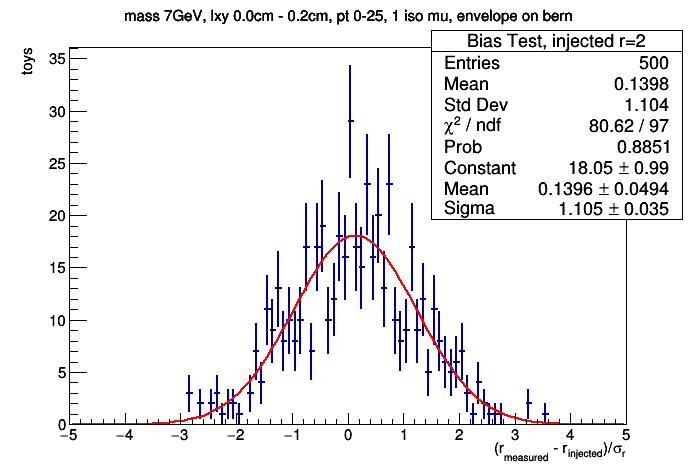 mass 7GeV, lxy 0.0cm - 0.2cm, pt 0-25, 1 iso mu, envelope on bern
Bias Test, injected r=2
Entries 500
Mean 0.1398
Std Dev 1.104
χ² / ndf 80.62 / 97
Prob 0.8851
Constant 18.05 ± 0.99
Mean 0.1396 ± 0.0494
Sigma 1.105 ± 0.035
toys
35
30
25
20
15
10
5
0
−5 −4 −3 −2 −1 0 1 2 3 4 5
(r_measured - r_injected)/σ_r